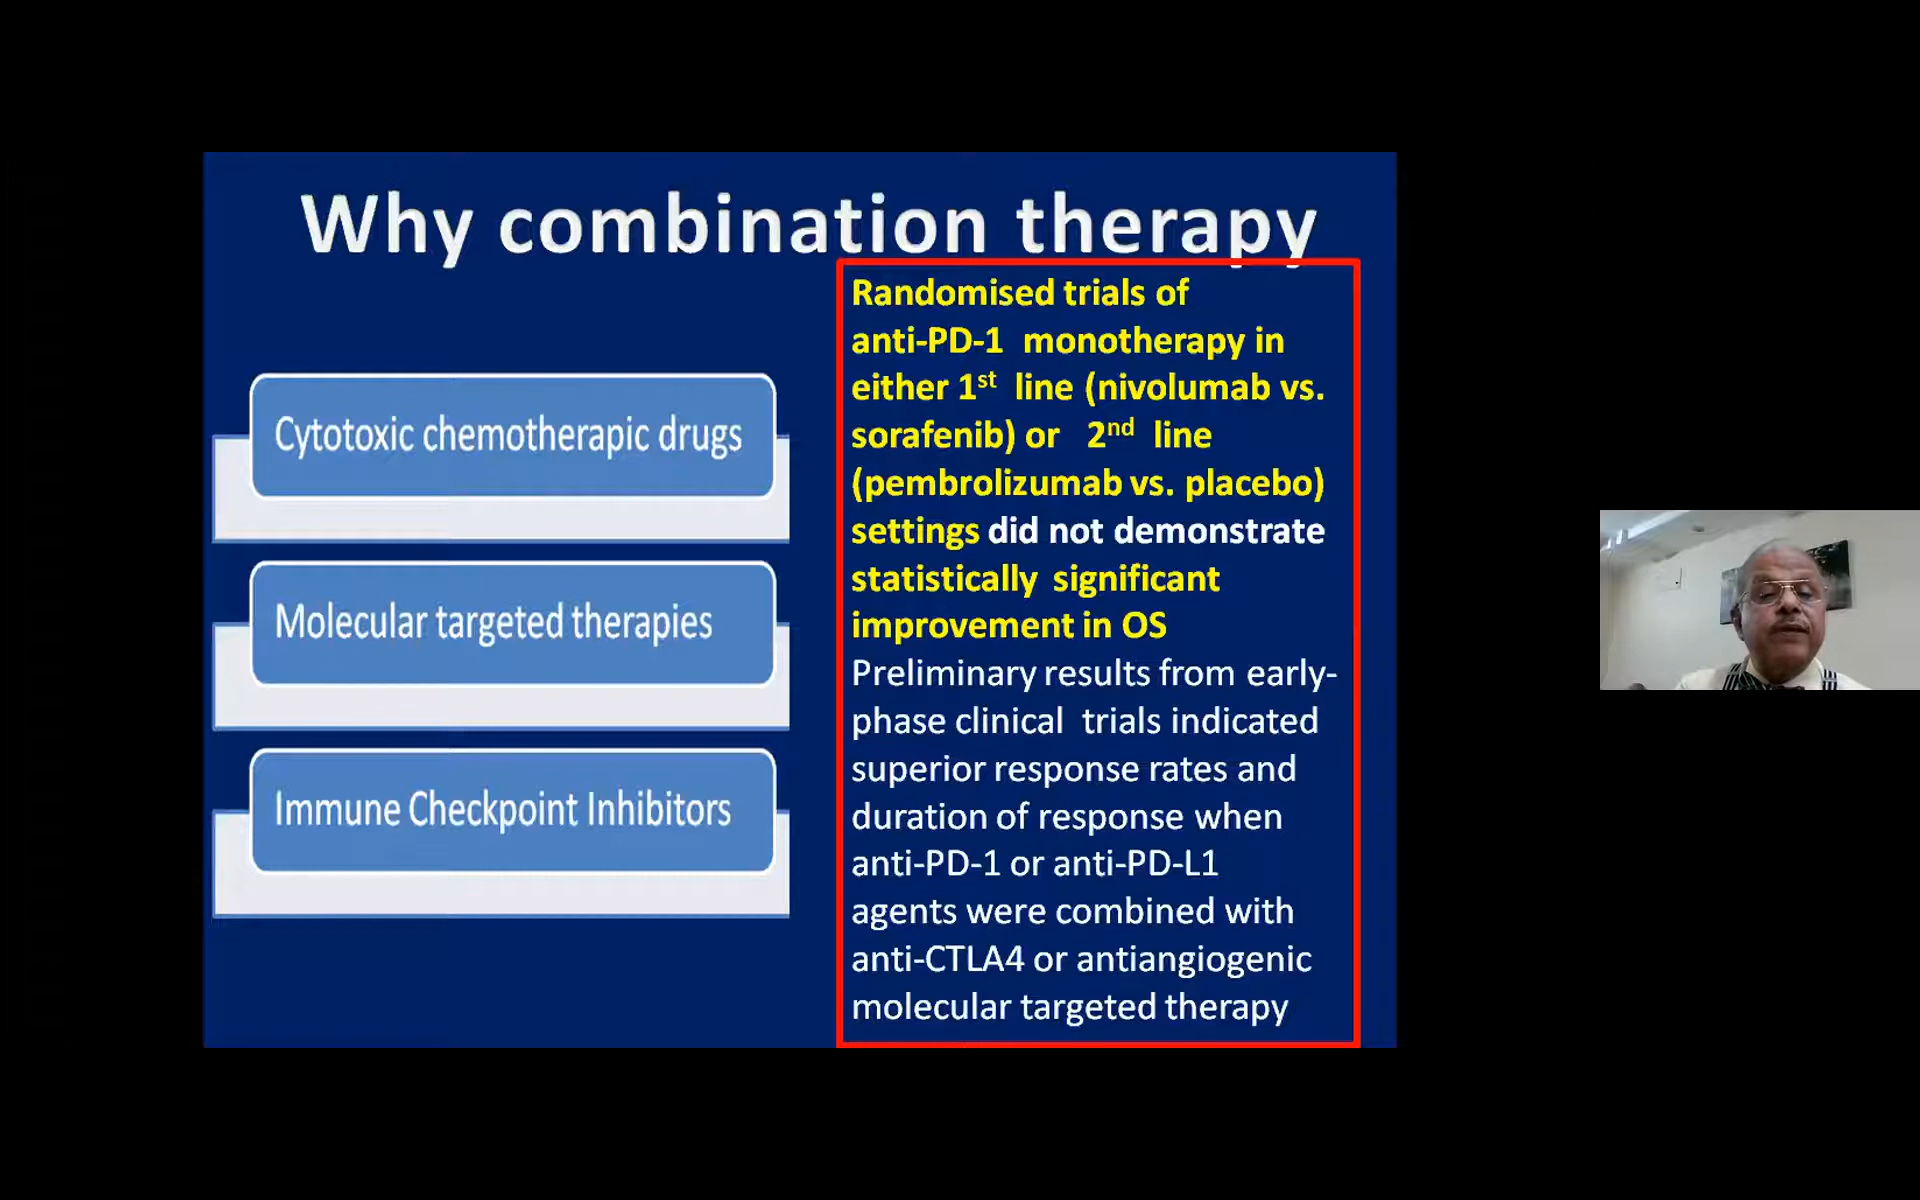 Why combination therapy
Cytotoxic chemotherapic drugs
Molecular targeted therapies
Immune Checkpoint Inhibitors
Randomised trials of
anti-PD-1 monotherapy in
either 1st line (nivolumab vs.
sorafenib) or 2nd line
(pembrolizumab vs. placebo)
settings did not demonstrate
statistically significant
improvement in OS
Preliminary results from early-
phase clinical trials indicated
superior response rates and
duration of response when
anti-PD-1 or anti-PD-L1
agents were combined with
anti-CTLA4 or antiangiogenic
molecular targeted therapy